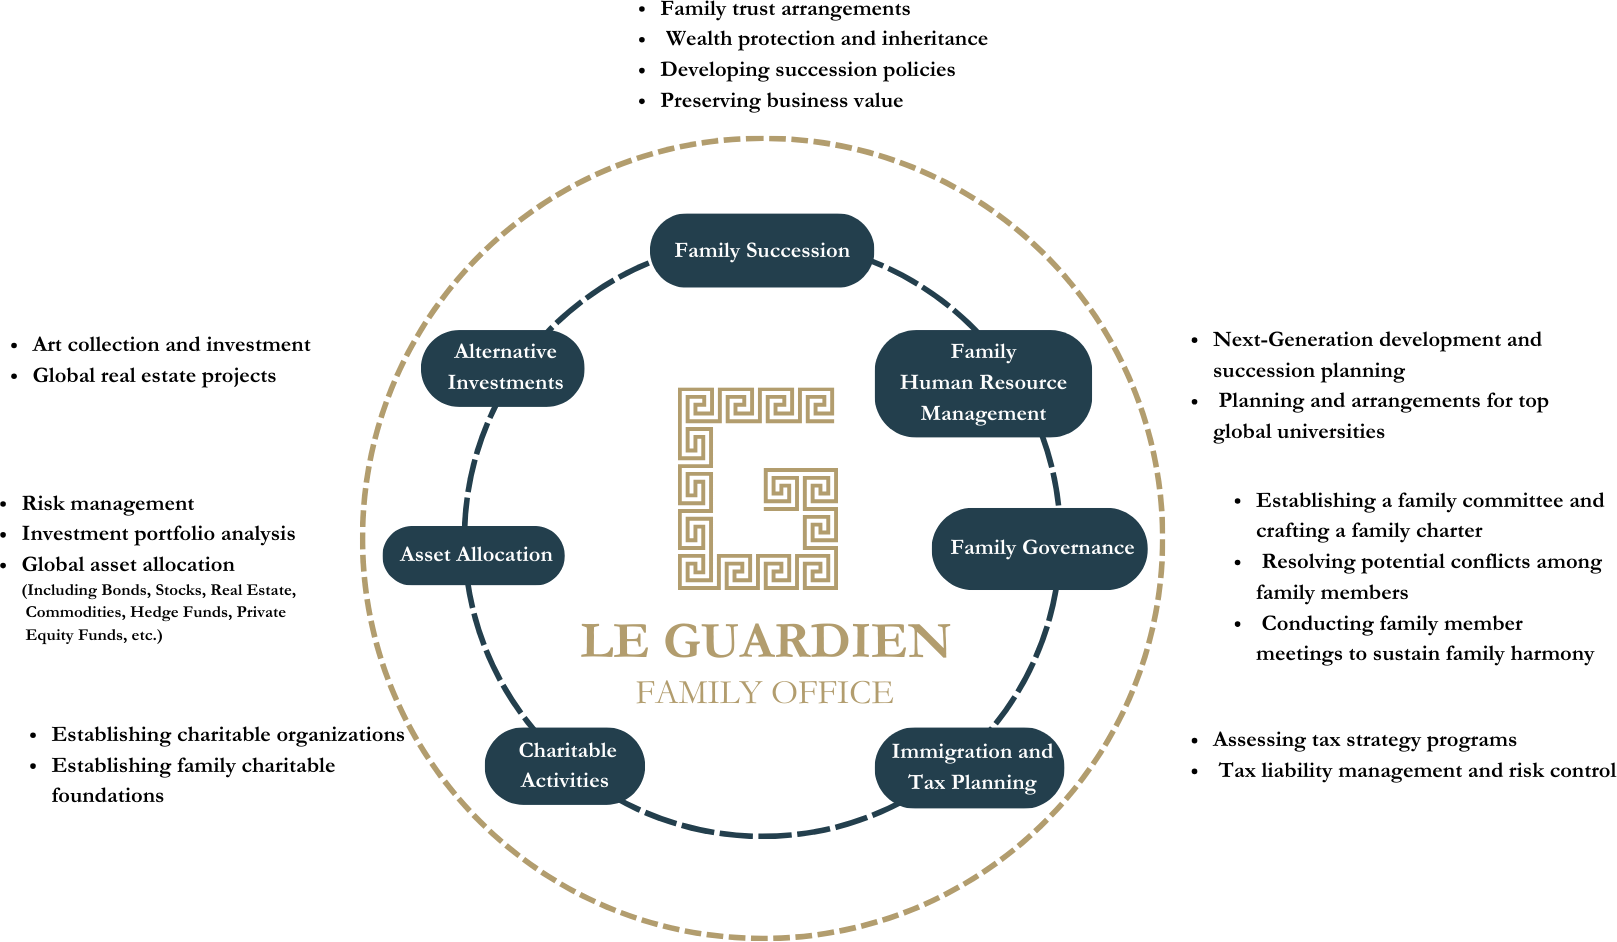 • Family trust arrangements
• Wealth protection and inheritance
• Developing succession policies
• Preserving business value
Family Succession
Alternative
Investments
• Art collection and investment
• Global real estate projects
Family
Human Resource
Management
• Next-Generation development and
succession planning
• Planning and arrangements for top
global universities
Asset Allocation
• Risk management
• Investment portfolio analysis
• Global asset allocation
(Including Bonds, Stocks, Real Estate,
Commodities, Hedge Funds, Private
Equity Funds, etc.)
Family Governance
• Establishing a family committee and
crafting a family charter
• Resolving potential conflicts among
family members
• Conducting family member
meetings to sustain family harmony
LE GUARDIEN
FAMILY OFFICE
Charitable
Activities
• Establishing charitable organizations
• Establishing family charitable
foundations
Immigration and
Tax Planning
• Assessing tax strategy programs
• Tax liability management and risk control